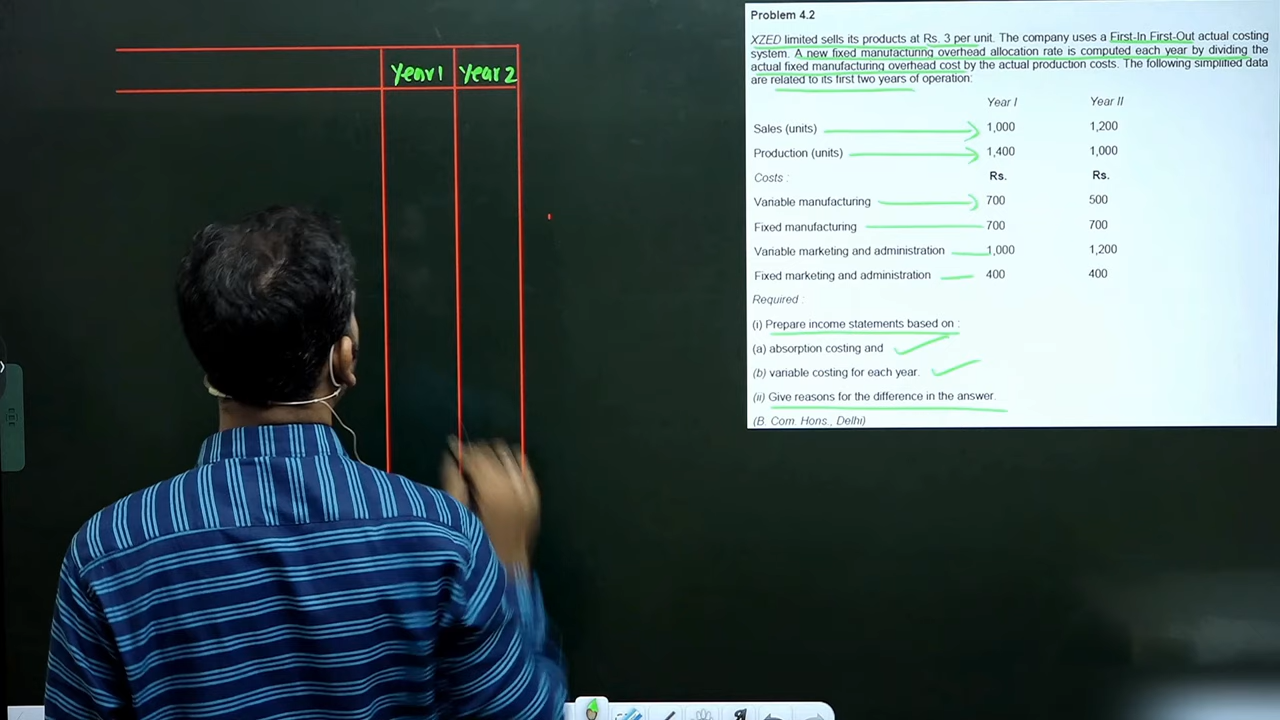 year 1 year 2
Problem 4.2
XZED limited sells its products at Rs. 3 per unit. The company uses a First-In First-Out actual costing
system. A new fixed manufacturing overhead allocation rate is computed each year by dividing the
actual fixed manufacturing overhead cost by the actual production costs. The following simplified data
are related to its first two years of operation:
Year I Year II
Sales (units) 1,000 1,200
Production (units) 1,400 1,000
Costs : Rs. Rs.
Variable manufacturing 700 500
Fixed manufacturing 700 700
Variable marketing and administration 1,000 1,200
Fixed marketing and administration 400 400
Required :
(i) Prepare income statements based on :
(a) absorption costing and
(b) variable costing for each year.
(ii) Give reasons for the difference in the answer.
(B. Com. Hons., Delhi)